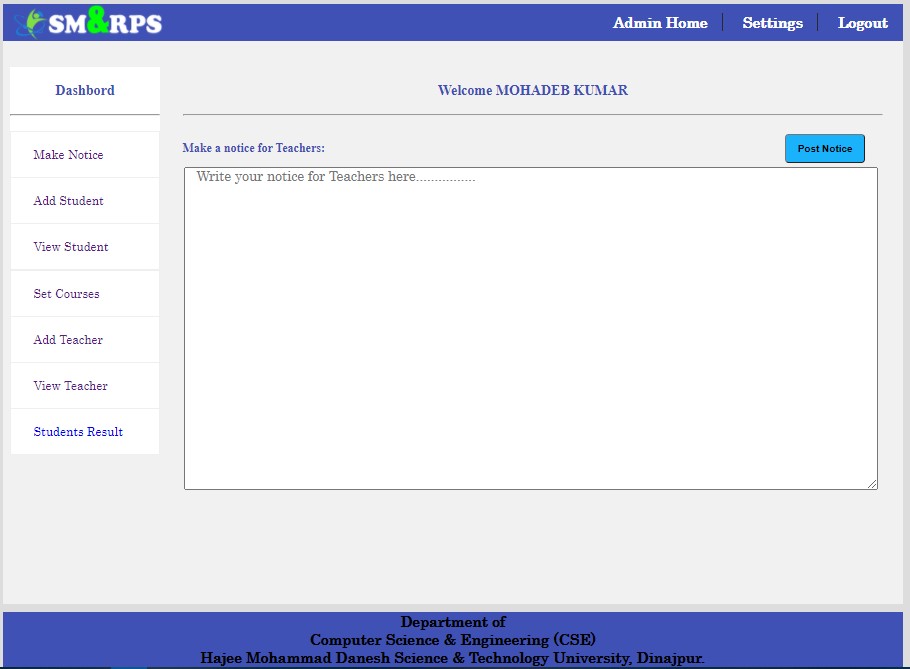 SM&RPS
Admin Home
Settings
Logout
Dashbord
Welcome MOHADEB KUMAR
Make a notice for Teachers:
Post Notice
Write your notice for Teachers here...............
Make Notice
Add Student
View Student
Set Courses
Add Teacher
View Teacher
Students Result
Department of
Computer Science & Engineering (CSE)
Hajee Mohammad Danesh Science & Technology University, Dinajpur.